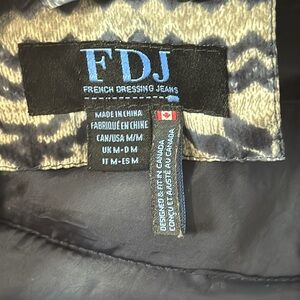 FDJ
FRENCH DRESSING JEANS
MADE IN CHINA
FABRIQUÉ EN CHINE
CAN/USA M/M
UK M - D M
IT M - ES M
DESIGNED & FIT IN CANADA
CONÇU ET AJUSTÉ AU CANADA